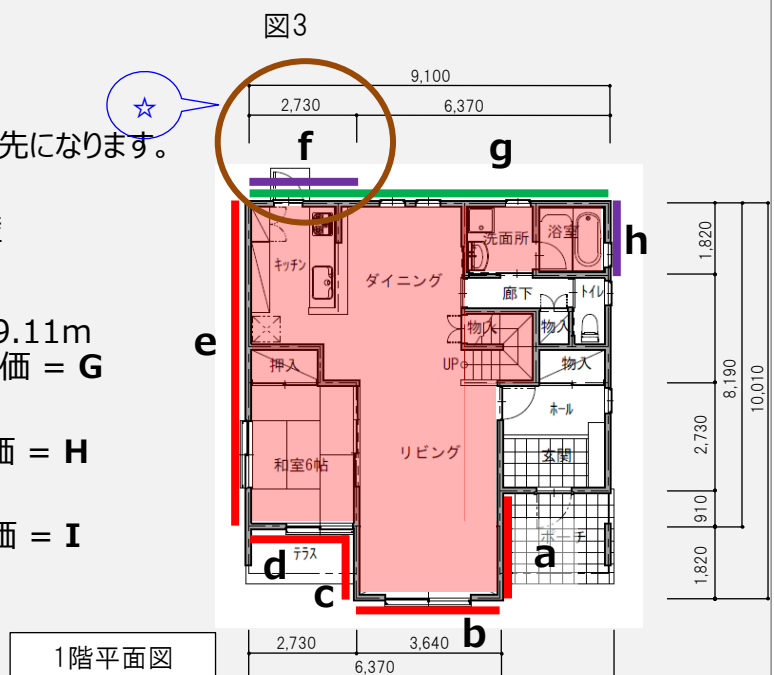 図3
☆
9,100
2,730
6,370
先になります。
f
g
h
e
キッチン
ダイニング
洗面所
浴室
廊下
トイレ
物入
物入
物入
UP
押入
ホール
和室6帖
リビング
玄関
ポーチ
テラス
a
b
c
d
9.11m
価 = G
価 = H
価 = I
1,820
2,730
910
1,820
8,190
10,010
2,730
3,640
6,370
1階平面図